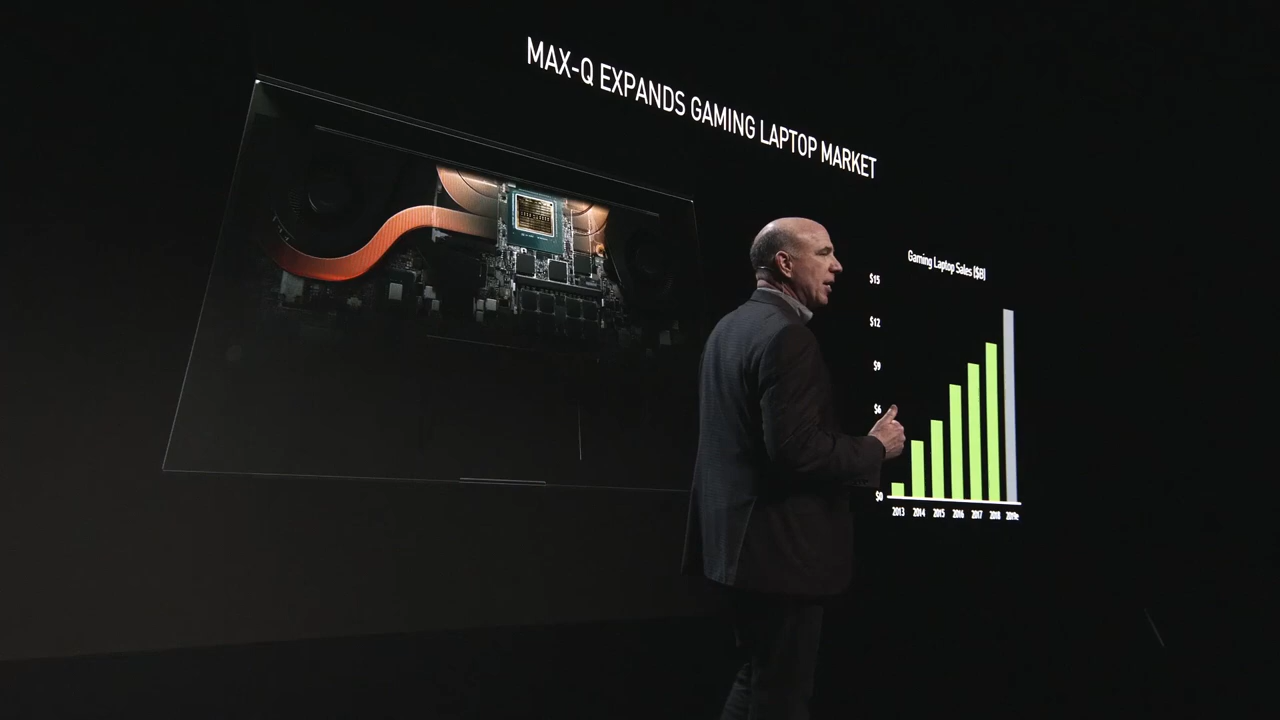 MAX-Q EXPANDS GAMING LAPTOP MARKET
Gaming Laptop Sales ($B)
$15
$12
$9
$6
$0
2013 2014 2015 2016 2017 2018 2019e